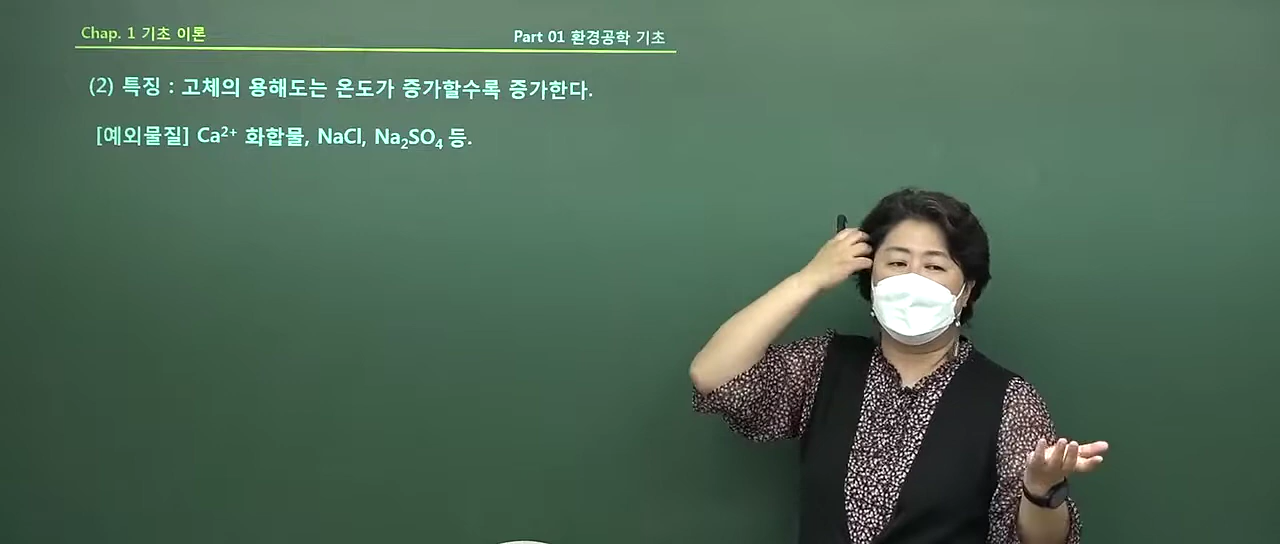 Chap. 1 기초 이론
Part 01 환경공학 기초
(2) 특징 : 고체의 용해도는 온도가 증가할수록 증가한다.
[예외물질] Ca²⁺ 화합물, NaCl, Na₂SO₄ 등.